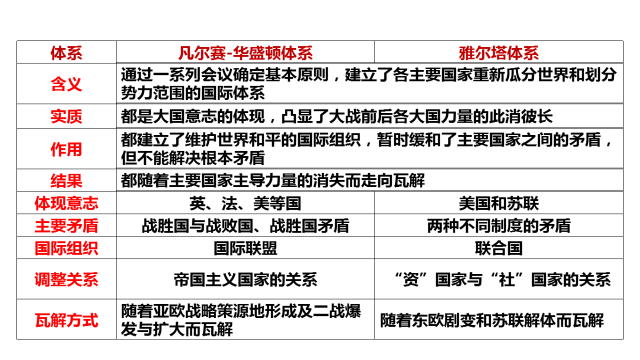 体系 凡尔赛-华盛顿体系 雅尔塔体系
含义 通过一系列会议确定基本原则，建立了各主要国家重新瓜分世界和划分
势力范围的国际体系
实质 都是大国意志的体现，凸显了大战前后各大国力量的此消彼长
作用 都建立了维护世界和平的国际组织，暂时缓和了主要国家之间的矛盾，
但不能解决根本矛盾
结果 都随着主要国家主导力量的消失而走向瓦解
体现意志 英、法、美等国 美国和苏联
主要矛盾 战胜国与战败国、战胜国矛盾 两种不同制度的矛盾
国际组织 国际联盟 联合国
调整关系 帝国主义国家的关系 “资”国家与“社”国家的关系
瓦解方式 随着亚欧战略策源地形成及二战爆
发与扩大而瓦解 随着东欧剧变和苏联解体而瓦解